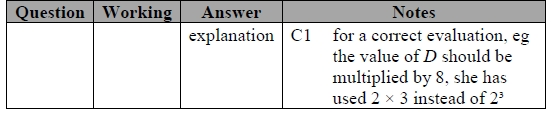 Question Working Answer Notes
explanation C1 for a correct evaluation, eg
the value of D should be
multiplied by 8, she has
used 2 × 3 instead of 2³